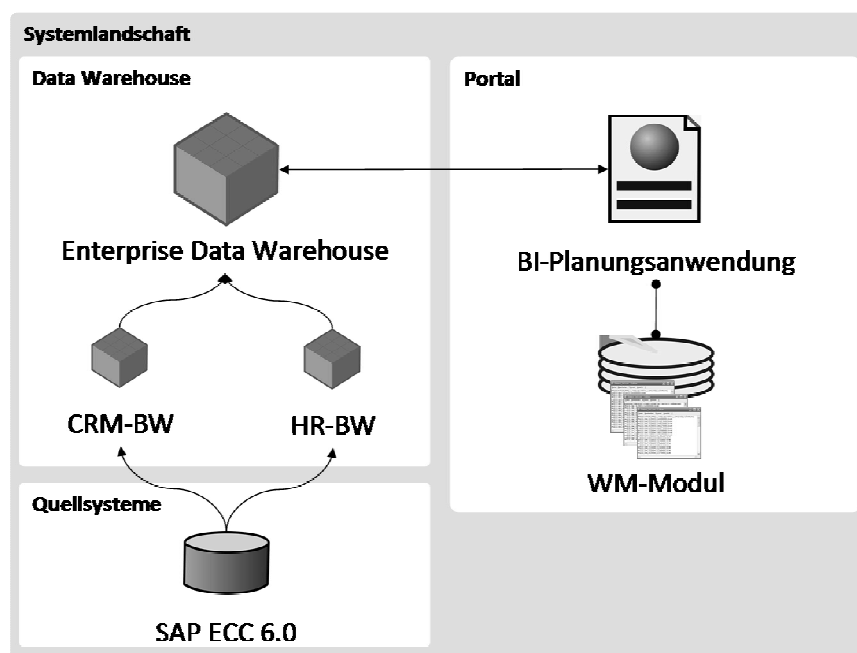 Systemlandschaft
Data Warehouse
Enterprise Data Warehouse
CRM-BW
HR-BW
Quellsysteme
SAP ECC 6.0
Portal
BI-Planungsanwendung
WM-Modul